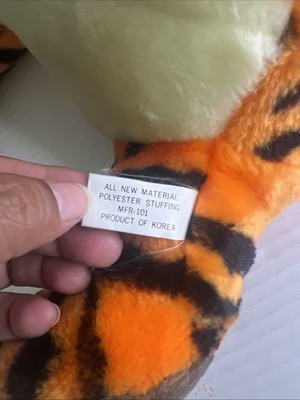 ALL NEW MATERIAL
POLYESTER STUFFING
MFR-101
PRODUCT OF KOREA